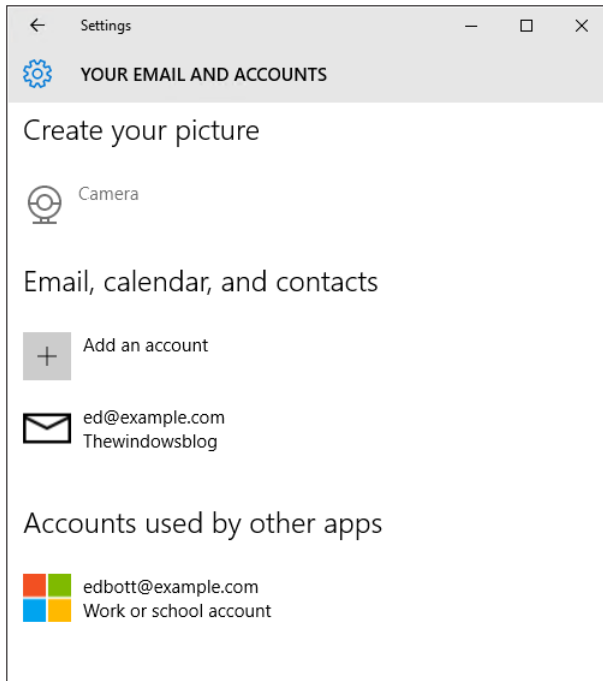 Settings
YOUR EMAIL AND ACCOUNTS
Create your picture
Camera
Email, calendar, and contacts
Add an account
ed@example.com
Thewindowsblog
Accounts used by other apps
edbott@example.com
Work or school account